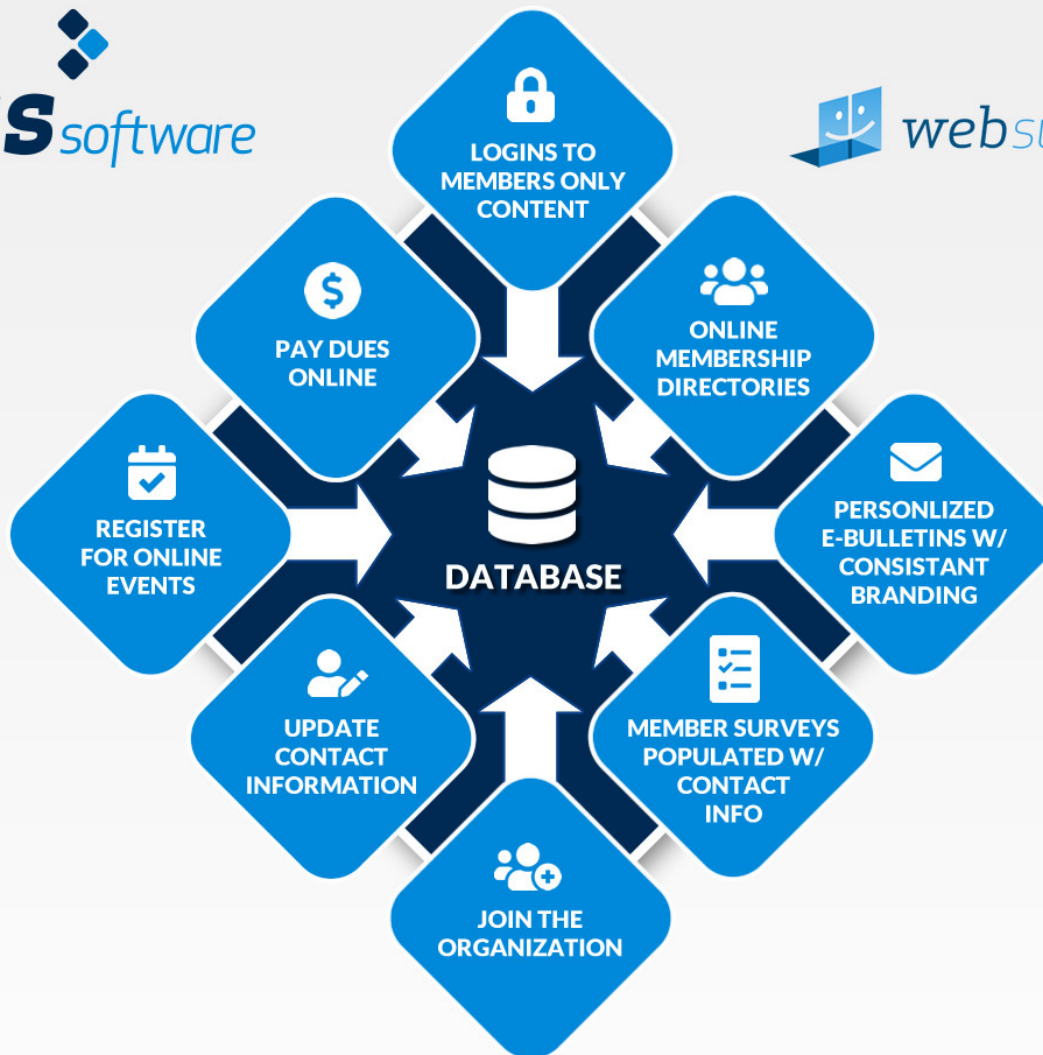 software
LOGINS TO
MEMBERS ONLY
CONTENT
PAY DUES
ONLINE
ONLINE
MEMBERSHIP
DIRECTORIES
REGISTER
FOR ONLINE
EVENTS
DATABASE
PERSONLIZED
E-BULLETINS W/
CONSISTANT
BRANDING
UPDATE
CONTACT
INFORMATION
MEMBER SURVEYS
POPULATED W/
CONTACT
INFO
JOIN THE
ORGANIZATION